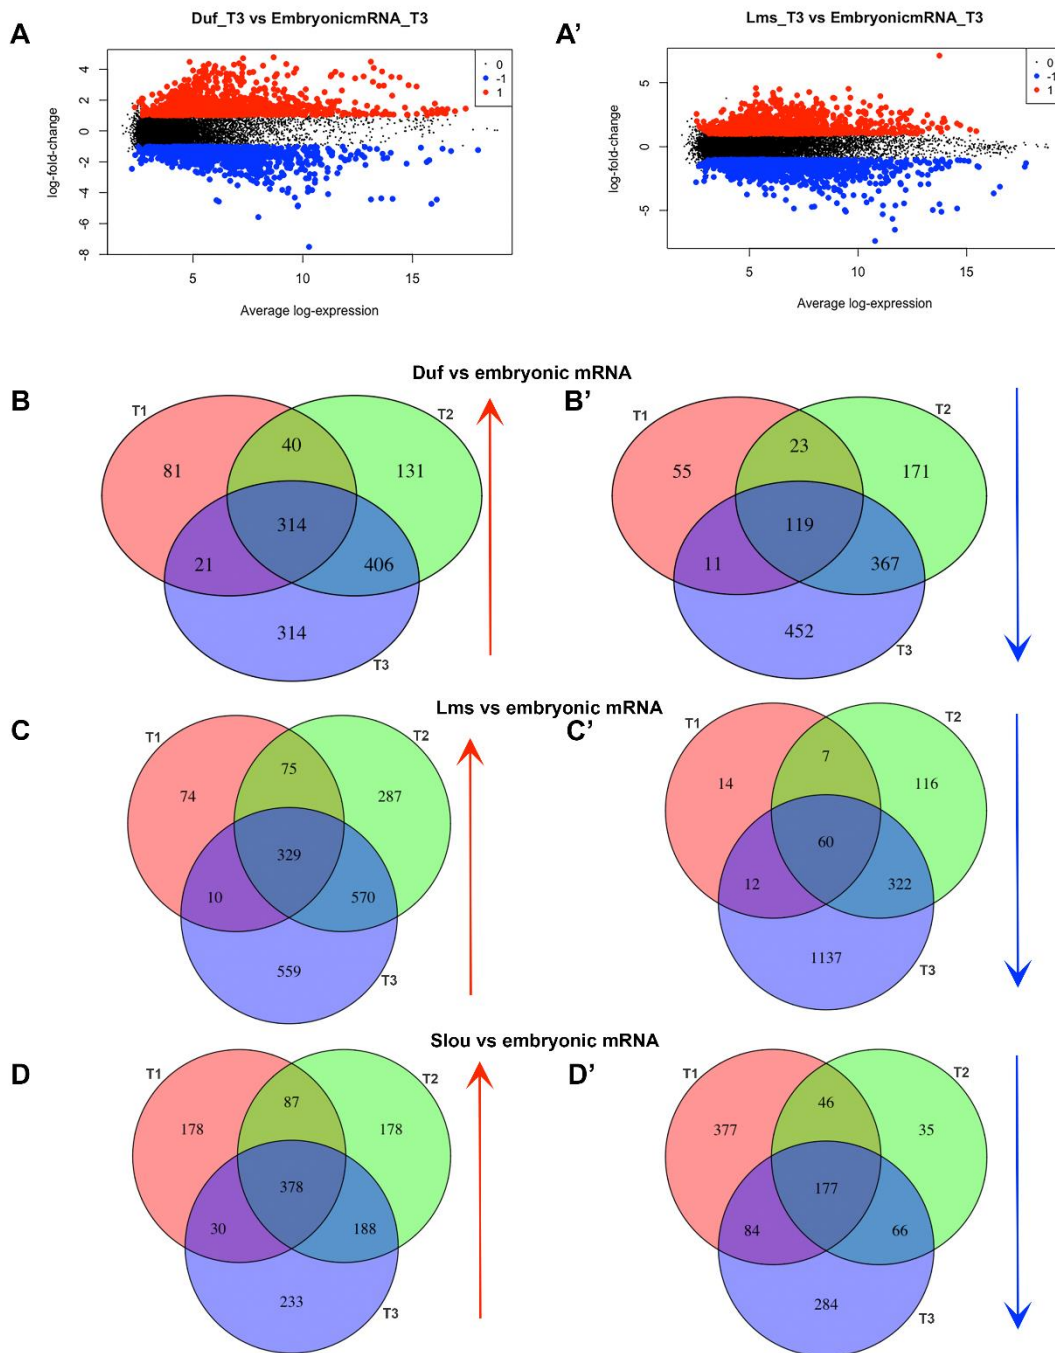 A
Duf_T3 vs EmbryonicmRNA_T3
log-fold-change
4
2
0
-2
-4
-6
-8
0
-1
1
5
10
15
Average log-expression
A'
Lms_T3 vs EmbryonicmRNA_T3
log-fold-change
5
0
-5
0
-1
1
5
10
15
Average log-expression
Duf vs embryonic mRNA
B
T1
T2
40
81
131
314
21
406
314
T3
B'
T1
T2
23
55
171
119
11
367
452
T3
Lms vs embryonic mRNA
C
T1
T2
75
74
287
329
10
570
559
T3
C'
T1
T2
7
14
116
60
12
322
1137
T3
Slou vs embryonic mRNA
D
T1
T2
87
178
178
378
30
188
233
T3
D'
T1
T2
46
377
35
177
84
66
284
T3